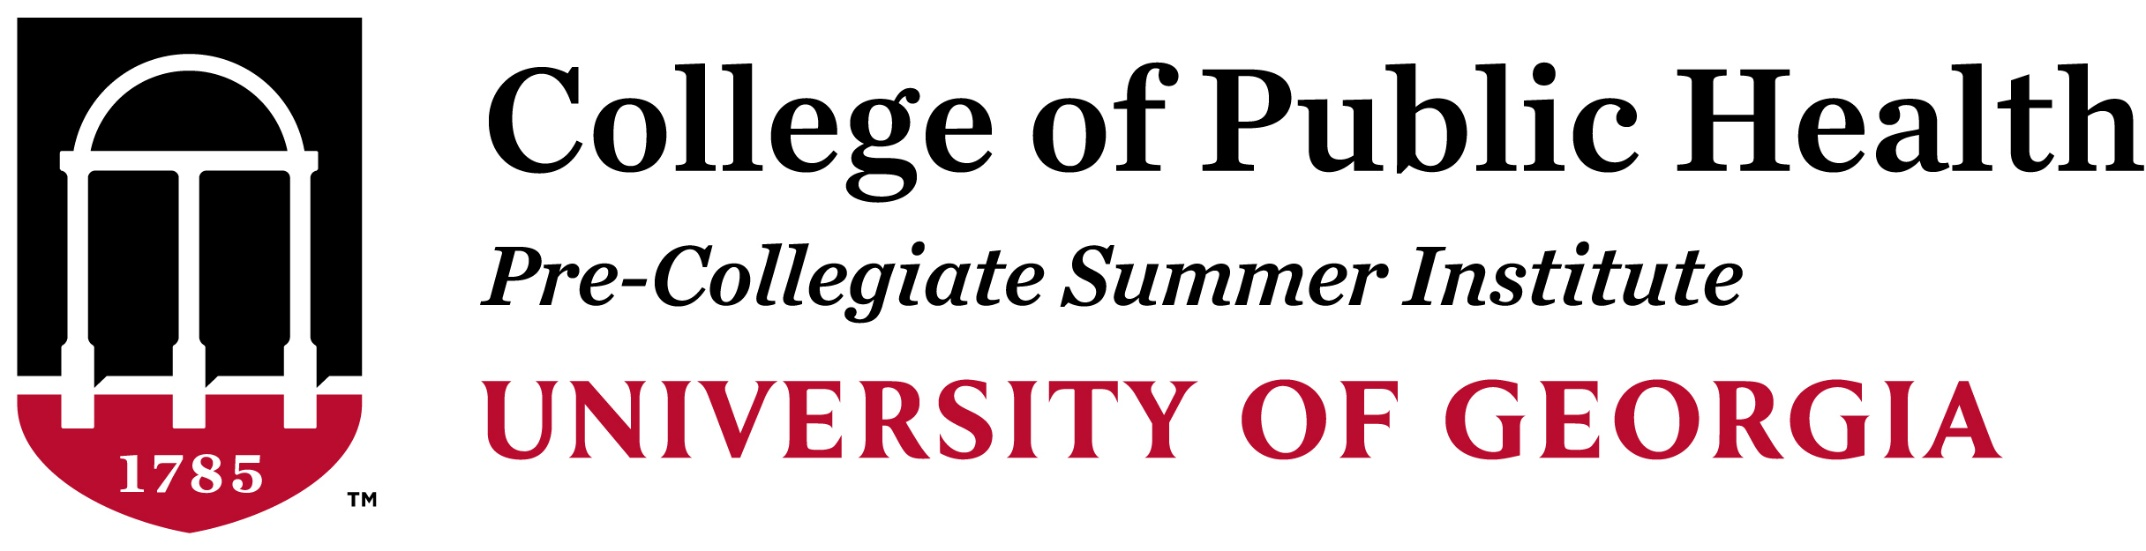 College of Public Health
Pre-Collegiate Summer Institute
UNIVERSITY OF GEORGIA
1785
TM